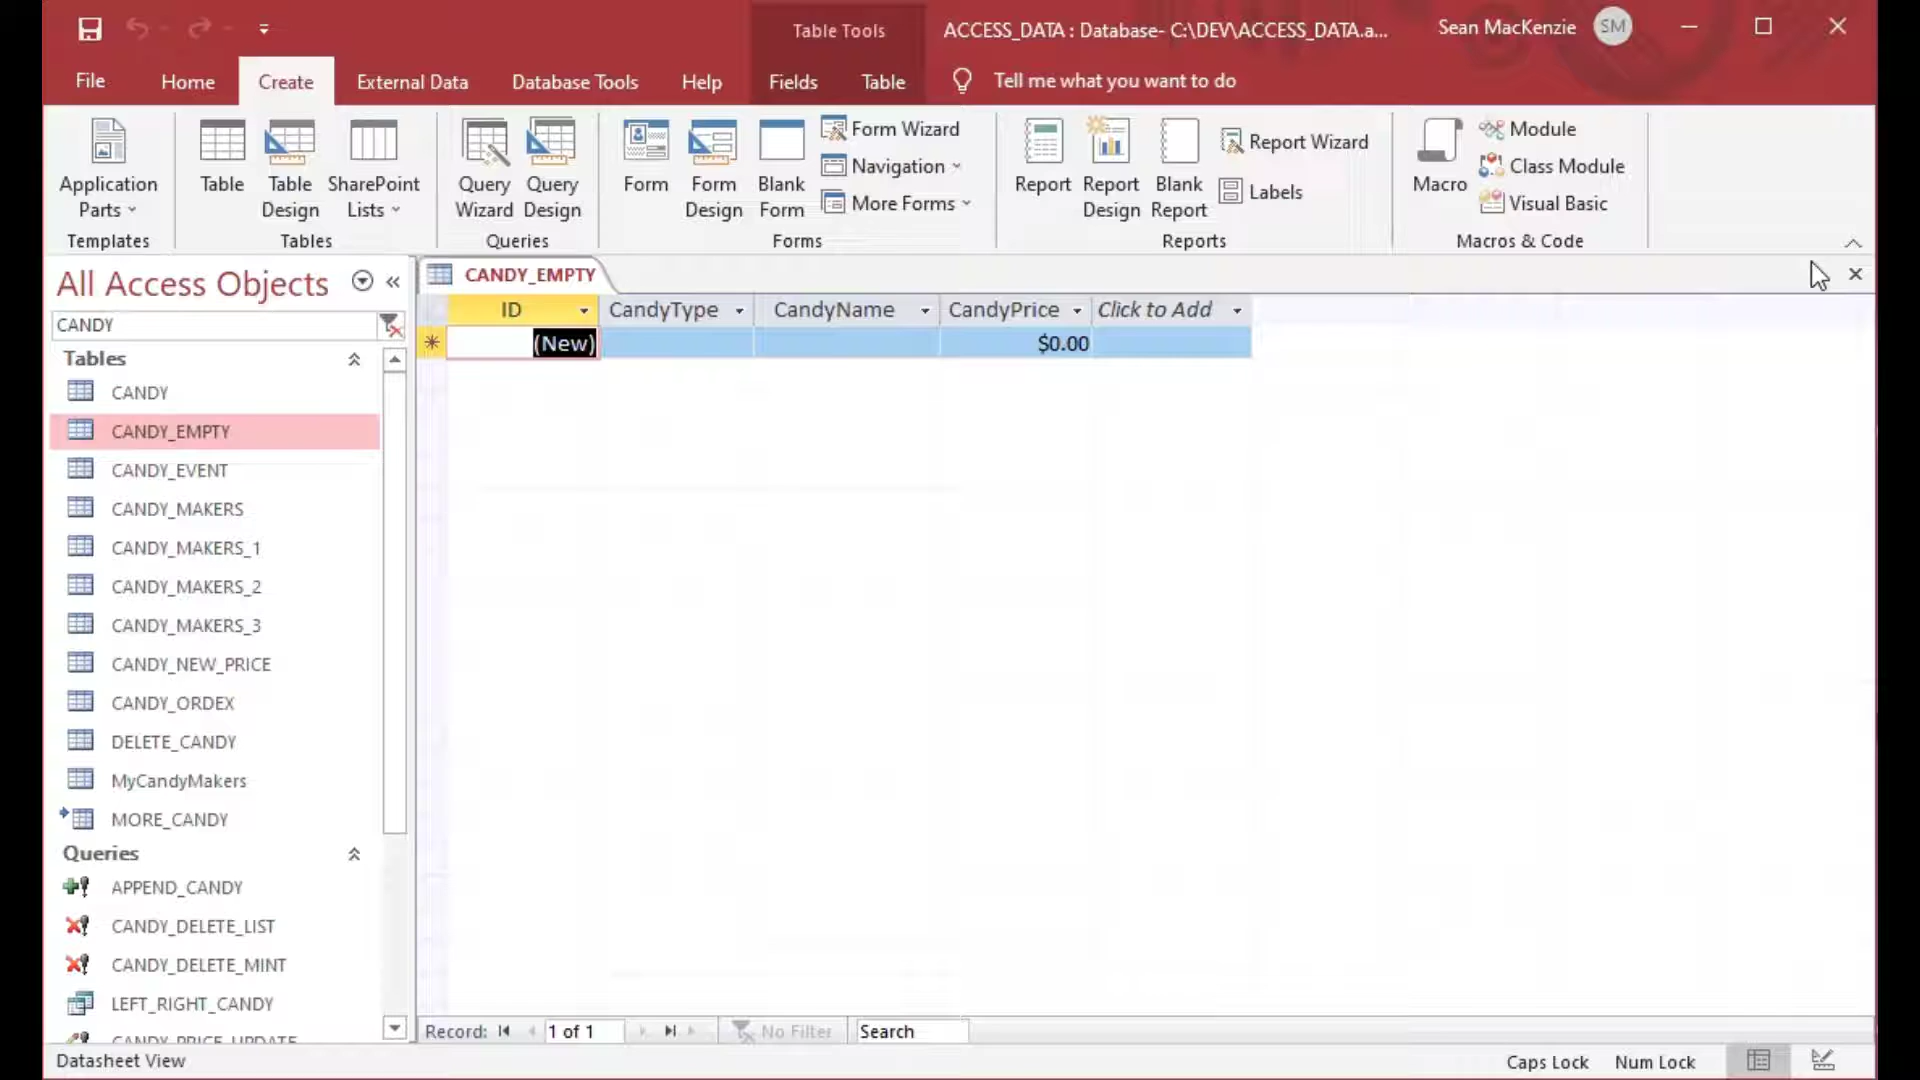 Table Tools
ACCESS_DATA : Database- C:\DEV\ACCESS_DATA.a...
Sean MacKenzie
SM
File
Home
Create
External Data
Database Tools
Help
Fields
Table
Tell me what you want to do
Application Parts
Table
Table Design
SharePoint Lists
Query Wizard
Query Design
Form
Form Design
Blank Form
Form Wizard
Navigation
More Forms
Report
Report Design
Blank Report
Report Wizard
Labels
Macro
Module
Class Module
Visual Basic
Templates
Tables
Queries
Forms
Reports
Macros & Code
All Access Objects
CANDY
Tables
CANDY
CANDY_EMPTY
CANDY_EVENT
CANDY_MAKERS
CANDY_MAKERS_1
CANDY_MAKERS_2
CANDY_MAKERS_3
CANDY_NEW_PRICE
CANDY_ORDEX
DELETE_CANDY
MyCandyMakers
MORE_CANDY
Queries
APPEND_CANDY
CANDY_DELETE_LIST
CANDY_DELETE_MINT
LEFT_RIGHT_CANDY
CANDY_PRICE_UPDATE
CANDY_EMPTY
ID CandyType CandyName CandyPrice Click to Add
(New) $0.00
Record: 1 of 1 No Filter Search
Datasheet View
Caps Lock Num Lock